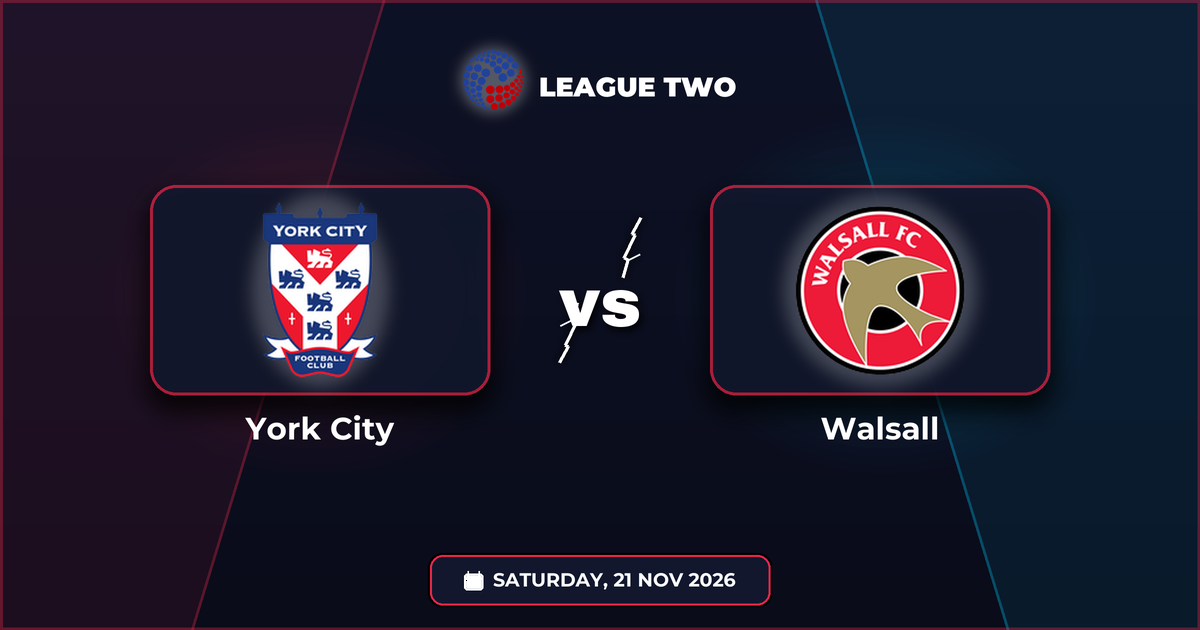 LEAGUE TWO
YORK CITY
FOOTBALL
CLUB
WALSALL FC
VS
York City
Walsall
SATURDAY, 21 NOV 2026